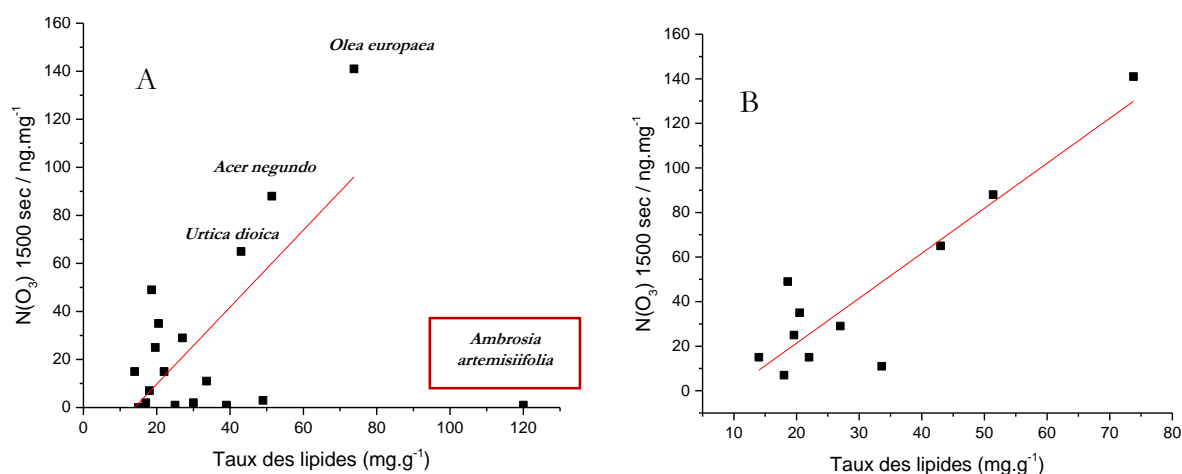 A
N(O₃) 1500 sec / ng.mg⁻¹
160
140
120
100
80
60
40
20
0
Olea europaea
Acer negundo
Urtica dioica
Ambrosia
artemisiifolia
0 20 40 60 80 100 120
Taux des lipides (mg.g⁻¹)
B
N(O₃) 1500 sec / ng.mg⁻¹
160
140
120
100
80
60
40
20
0
10 20 30 40 50 60 70 80
Taux des lipides (mg.g⁻¹)